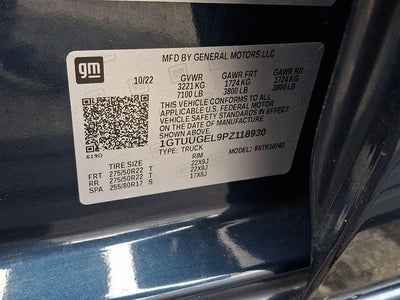 gm
MFD BY GENERAL MOTORS LLC
10/22 GVWR GAWR FRT GAWR RR
3221 KG 1724 KG 1724 KG
7100 LB 3800 LB 3800 LB
THIS VEHICLE CONFORMS TO ALL
APPLICABLE U.S. FEDERAL MOTOR
VEHICLE SAFETY STANDARDS IN EFFECT
ON THE DATE OF MANUFACTURE
SHOWN ABOVE.
1GTUUGEL9PZ118930
TYPE: TRUCK MODEL: 90TK10743
619D
TIRE SIZE RIM
FRT 275/50R22 T 22X9J
RR 275/50R22 T 22X9J
SPA 255/80R17 S 17X8J